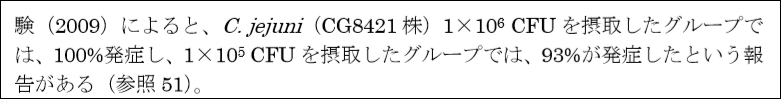 験（2009）によると、C. jejuni（CG8421 株）1×10⁶ CFU を摂取したグループで
は、100%発症し、1×10⁵ CFU を摂取したグループでは、93%が発症したという報
告がある（参照 51）。